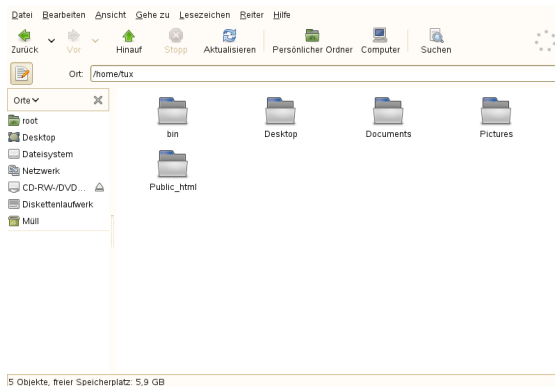 Datei Bearbeiten Ansicht Gehe zu Lesezeichen Reiter Hilfe
Zurück Vor Hinauf Stopp Aktualisieren Persönlicher Ordner Computer Suchen
Ort: /home/tux
Orte
root
Desktop
Dateisystem
Netzwerk
CD-RW-/DVD...
Diskettenlaufwerk
Müll
bin Desktop Documents Pictures
Public_html
5 Objekte, freier Speicherplatz: 5,9 GB